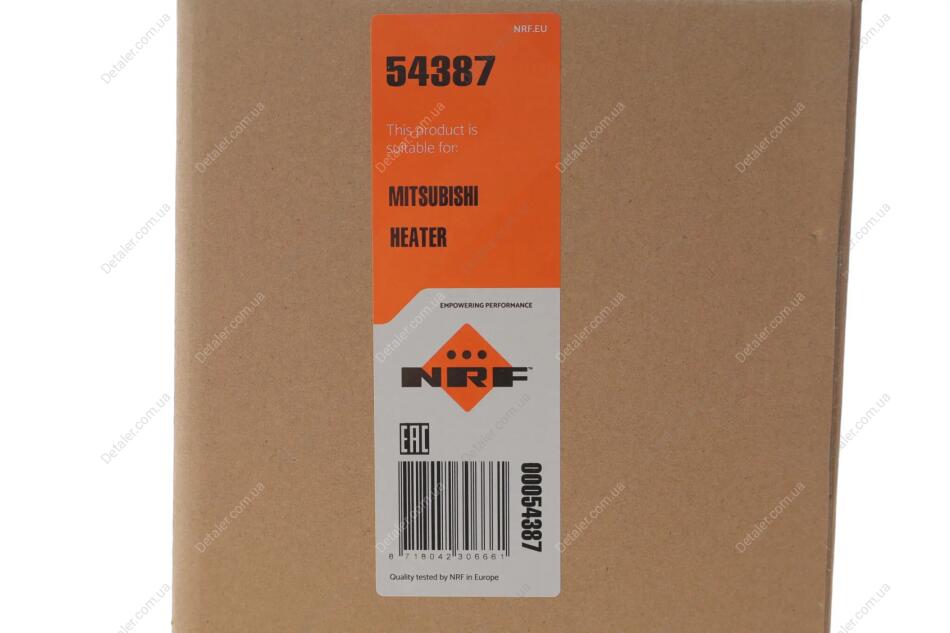 NRF.EU
54387
This product is
suitable for:
MITSUBISHI
HEATER
EMPOWERING PERFORMANCE
NRF™
EAC
00054387
8 718042 306661
Quality tested by NRF in Europe
Detaler.com.ua